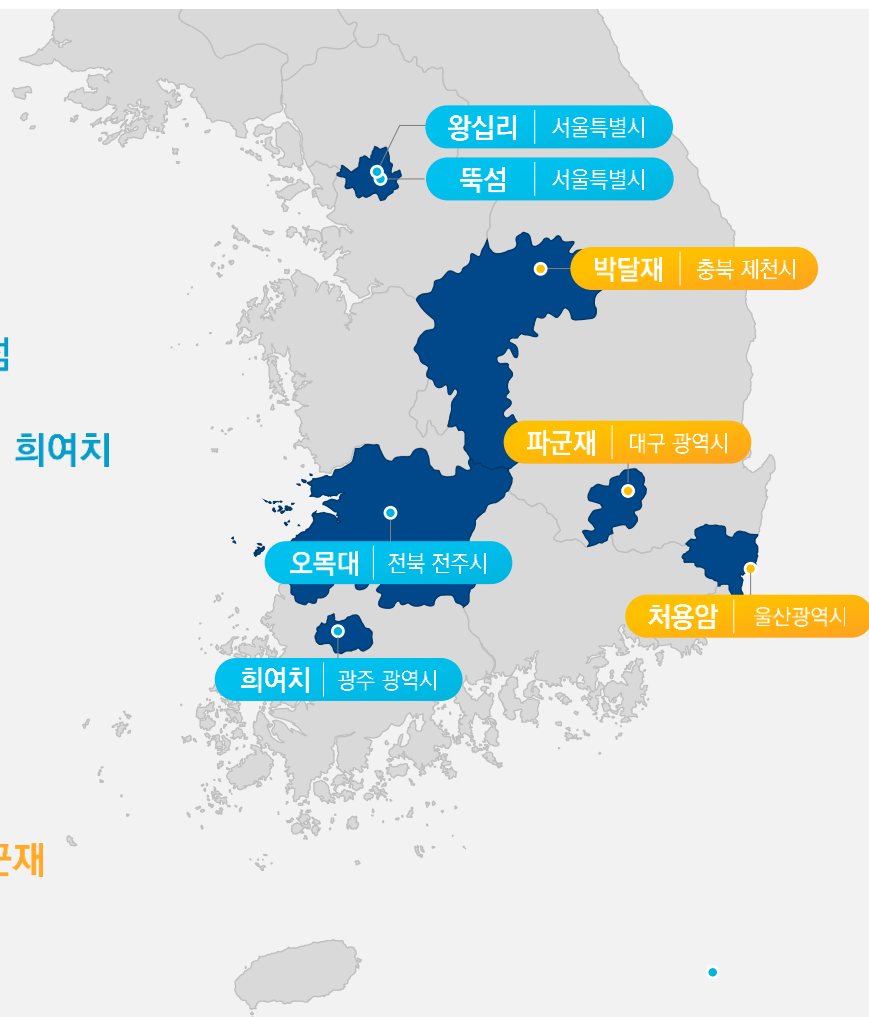 왕십리 서울특별시
뚝섬 서울특별시
박달재 충북 제천시
희여치
파군재 대구 광역시
오목대 전북 전주시
처용암 울산광역시
희여치 광주 광역시
재